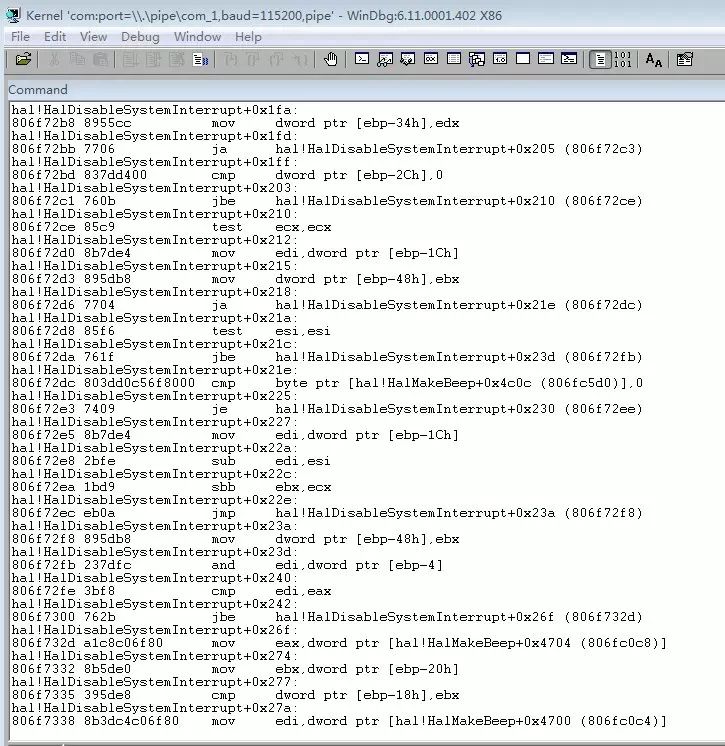 Kernel 'com:port=\\.\pipe\com_1,baud=115200,pipe' - WinDbg:6.11.0001.402 X86
File Edit View Debug Window Help
Command
hal!HalDisableSystemInterrupt+0x1fa:
806f72b8 8955cc mov dword ptr [ebp-34h],edx
hal!HalDisableSystemInterrupt+0x1fd:
806f72bb 7706 ja hal!HalDisableSystemInterrupt+0x205 (806f72c3)
hal!HalDisableSystemInterrupt+0x1ff:
806f72bd 837dd400 cmp dword ptr [ebp-2Ch],0
hal!HalDisableSystemInterrupt+0x203:
806f72c1 760b jbe hal!HalDisableSystemInterrupt+0x210 (806f72ce)
hal!HalDisableSystemInterrupt+0x210:
806f72ce 85c9 test ecx,ecx
hal!HalDisableSystemInterrupt+0x212:
806f72d0 8b7de4 mov edi,dword ptr [ebp-1Ch]
hal!HalDisableSystemInterrupt+0x215:
806f72d3 895db8 mov dword ptr [ebp-48h],ebx
hal!HalDisableSystemInterrupt+0x218:
806f72d6 7704 ja hal!HalDisableSystemInterrupt+0x21e (806f72dc)
hal!HalDisableSystemInterrupt+0x21a:
806f72d8 85f6 test esi,esi
hal!HalDisableSystemInterrupt+0x21c:
806f72da 761f jbe hal!HalDisableSystemInterrupt+0x23d (806f72fb)
hal!HalDisableSystemInterrupt+0x21e:
806f72dc 803dd0c56f8000 cmp byte ptr [hal!HalMakeBeep+0x4c0c (806fc5d0)],0
hal!HalDisableSystemInterrupt+0x225:
806f72e3 7409 je hal!HalDisableSystemInterrupt+0x230 (806f72ee)
hal!HalDisableSystemInterrupt+0x227:
806f72e5 8b7de4 mov edi,dword ptr [ebp-1Ch]
hal!HalDisableSystemInterrupt+0x22a:
806f72e8 2bfe sub edi,esi
hal!HalDisableSystemInterrupt+0x22c:
806f72ea 1bd9 sbb ebx,ecx
hal!HalDisableSystemInterrupt+0x22e:
806f72ec eb0a jmp hal!HalDisableSystemInterrupt+0x23a (806f72f8)
hal!HalDisableSystemInterrupt+0x23a:
806f72f8 895db8 mov dword ptr [ebp-48h],ebx
hal!HalDisableSystemInterrupt+0x23d:
806f72fb 237dfc and edi,dword ptr [ebp-4]
hal!HalDisableSystemInterrupt+0x240:
806f72fe 3bf8 cmp edi,eax
hal!HalDisableSystemInterrupt+0x242:
806f7300 762b jbe hal!HalDisableSystemInterrupt+0x26f (806f732d)
hal!HalDisableSystemInterrupt+0x26f:
806f732d a1c8c06f80 mov eax,dword ptr [hal!HalMakeBeep+0x4704 (806fc0c8)]
hal!HalDisableSystemInterrupt+0x274:
806f7332 8b5de0 mov ebx,dword ptr [ebp-20h]
hal!HalDisableSystemInterrupt+0x277:
806f7335 395de8 cmp dword ptr [ebp-18h],ebx
hal!HalDisableSystemInterrupt+0x27a:
806f7338 8b3dc4c06f80 mov edi,dword ptr [hal!HalMakeBeep+0x4700 (806fc0c4)]